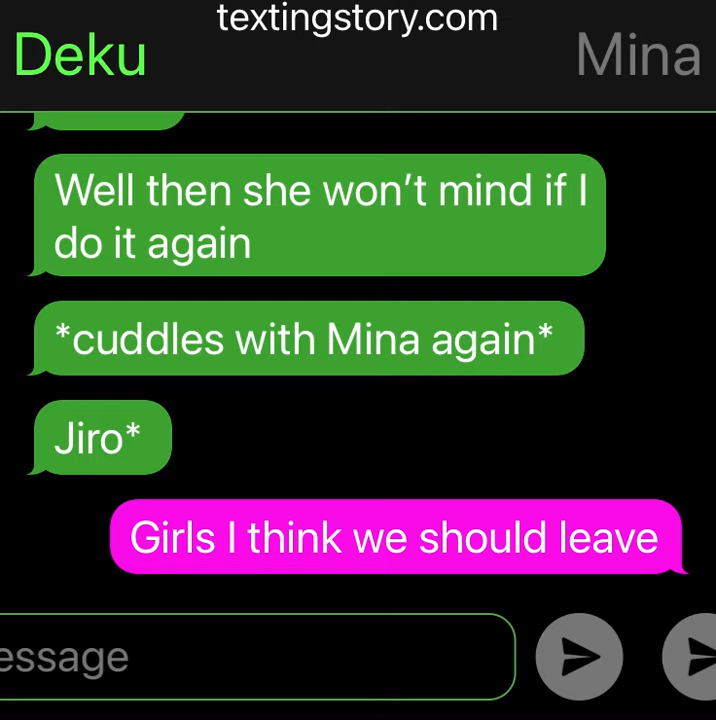 textingstory.com
Deku
Mina
Well then she won’t mind if I
do it again
*cuddles with Mina again*
Jiro*
Girls I think we should leave
essage